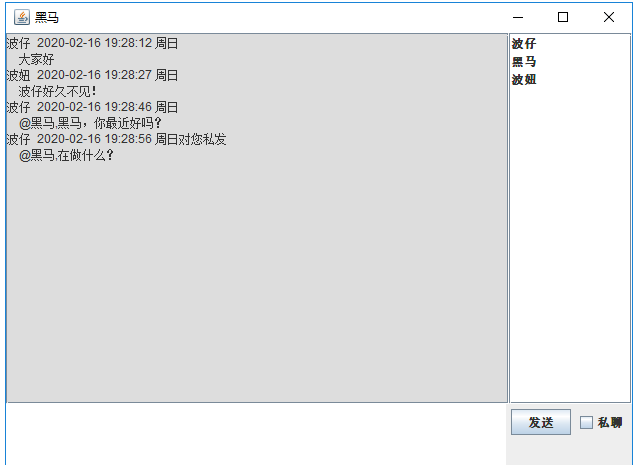 黑马
波仔 2020-02-16 19:28:12 周日
大家好
波妞 2020-02-16 19:28:27 周日
波仔好久不见!
波仔 2020-02-16 19:28:46 周日
@黑马,黑马，你最近好吗?
波仔 2020-02-16 19:28:56 周日对您私发
@黑马,在做什么?
波仔
黑马
波妞
发送
私聊